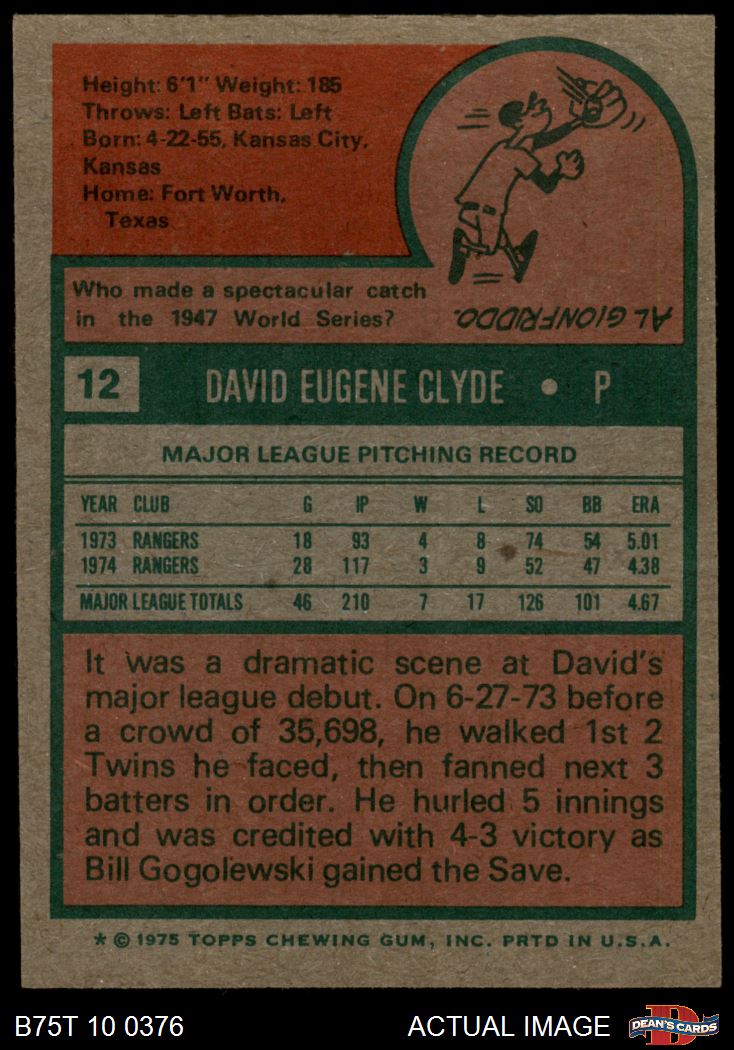 Height: 6'1" Weight: 185
Throws: Left Bats: Left
Born: 4-22-55, Kansas City,
Kansas
Home: Fort Worth,
Texas
Who made a spectacular catch
in the 1947 World Series?
AL GIONFRIDDO.
12 DAVID EUGENE CLYDE • P
MAJOR LEAGUE PITCHING RECORD
YEAR CLUB G IP W L SO BB ERA
1973 RANGERS 18 93 4 8 74 54 5.01
1974 RANGERS 28 117 3 9 52 47 4.38
MAJOR LEAGUE TOTALS 46 210 7 17 126 101 4.67
It was a dramatic scene at David's
major league debut. On 6-27-73 before
a crowd of 35,698, he walked 1st 2
Twins he faced, then fanned next 3
batters in order. He hurled 5 innings
and was credited with 4-3 victory as
Bill Gogolewski gained the Save.
* © 1975 TOPPS CHEWING GUM, INC. PRTD IN U.S.A.
B75T 10 0376 ACTUAL IMAGE D DEAN'S CARDS